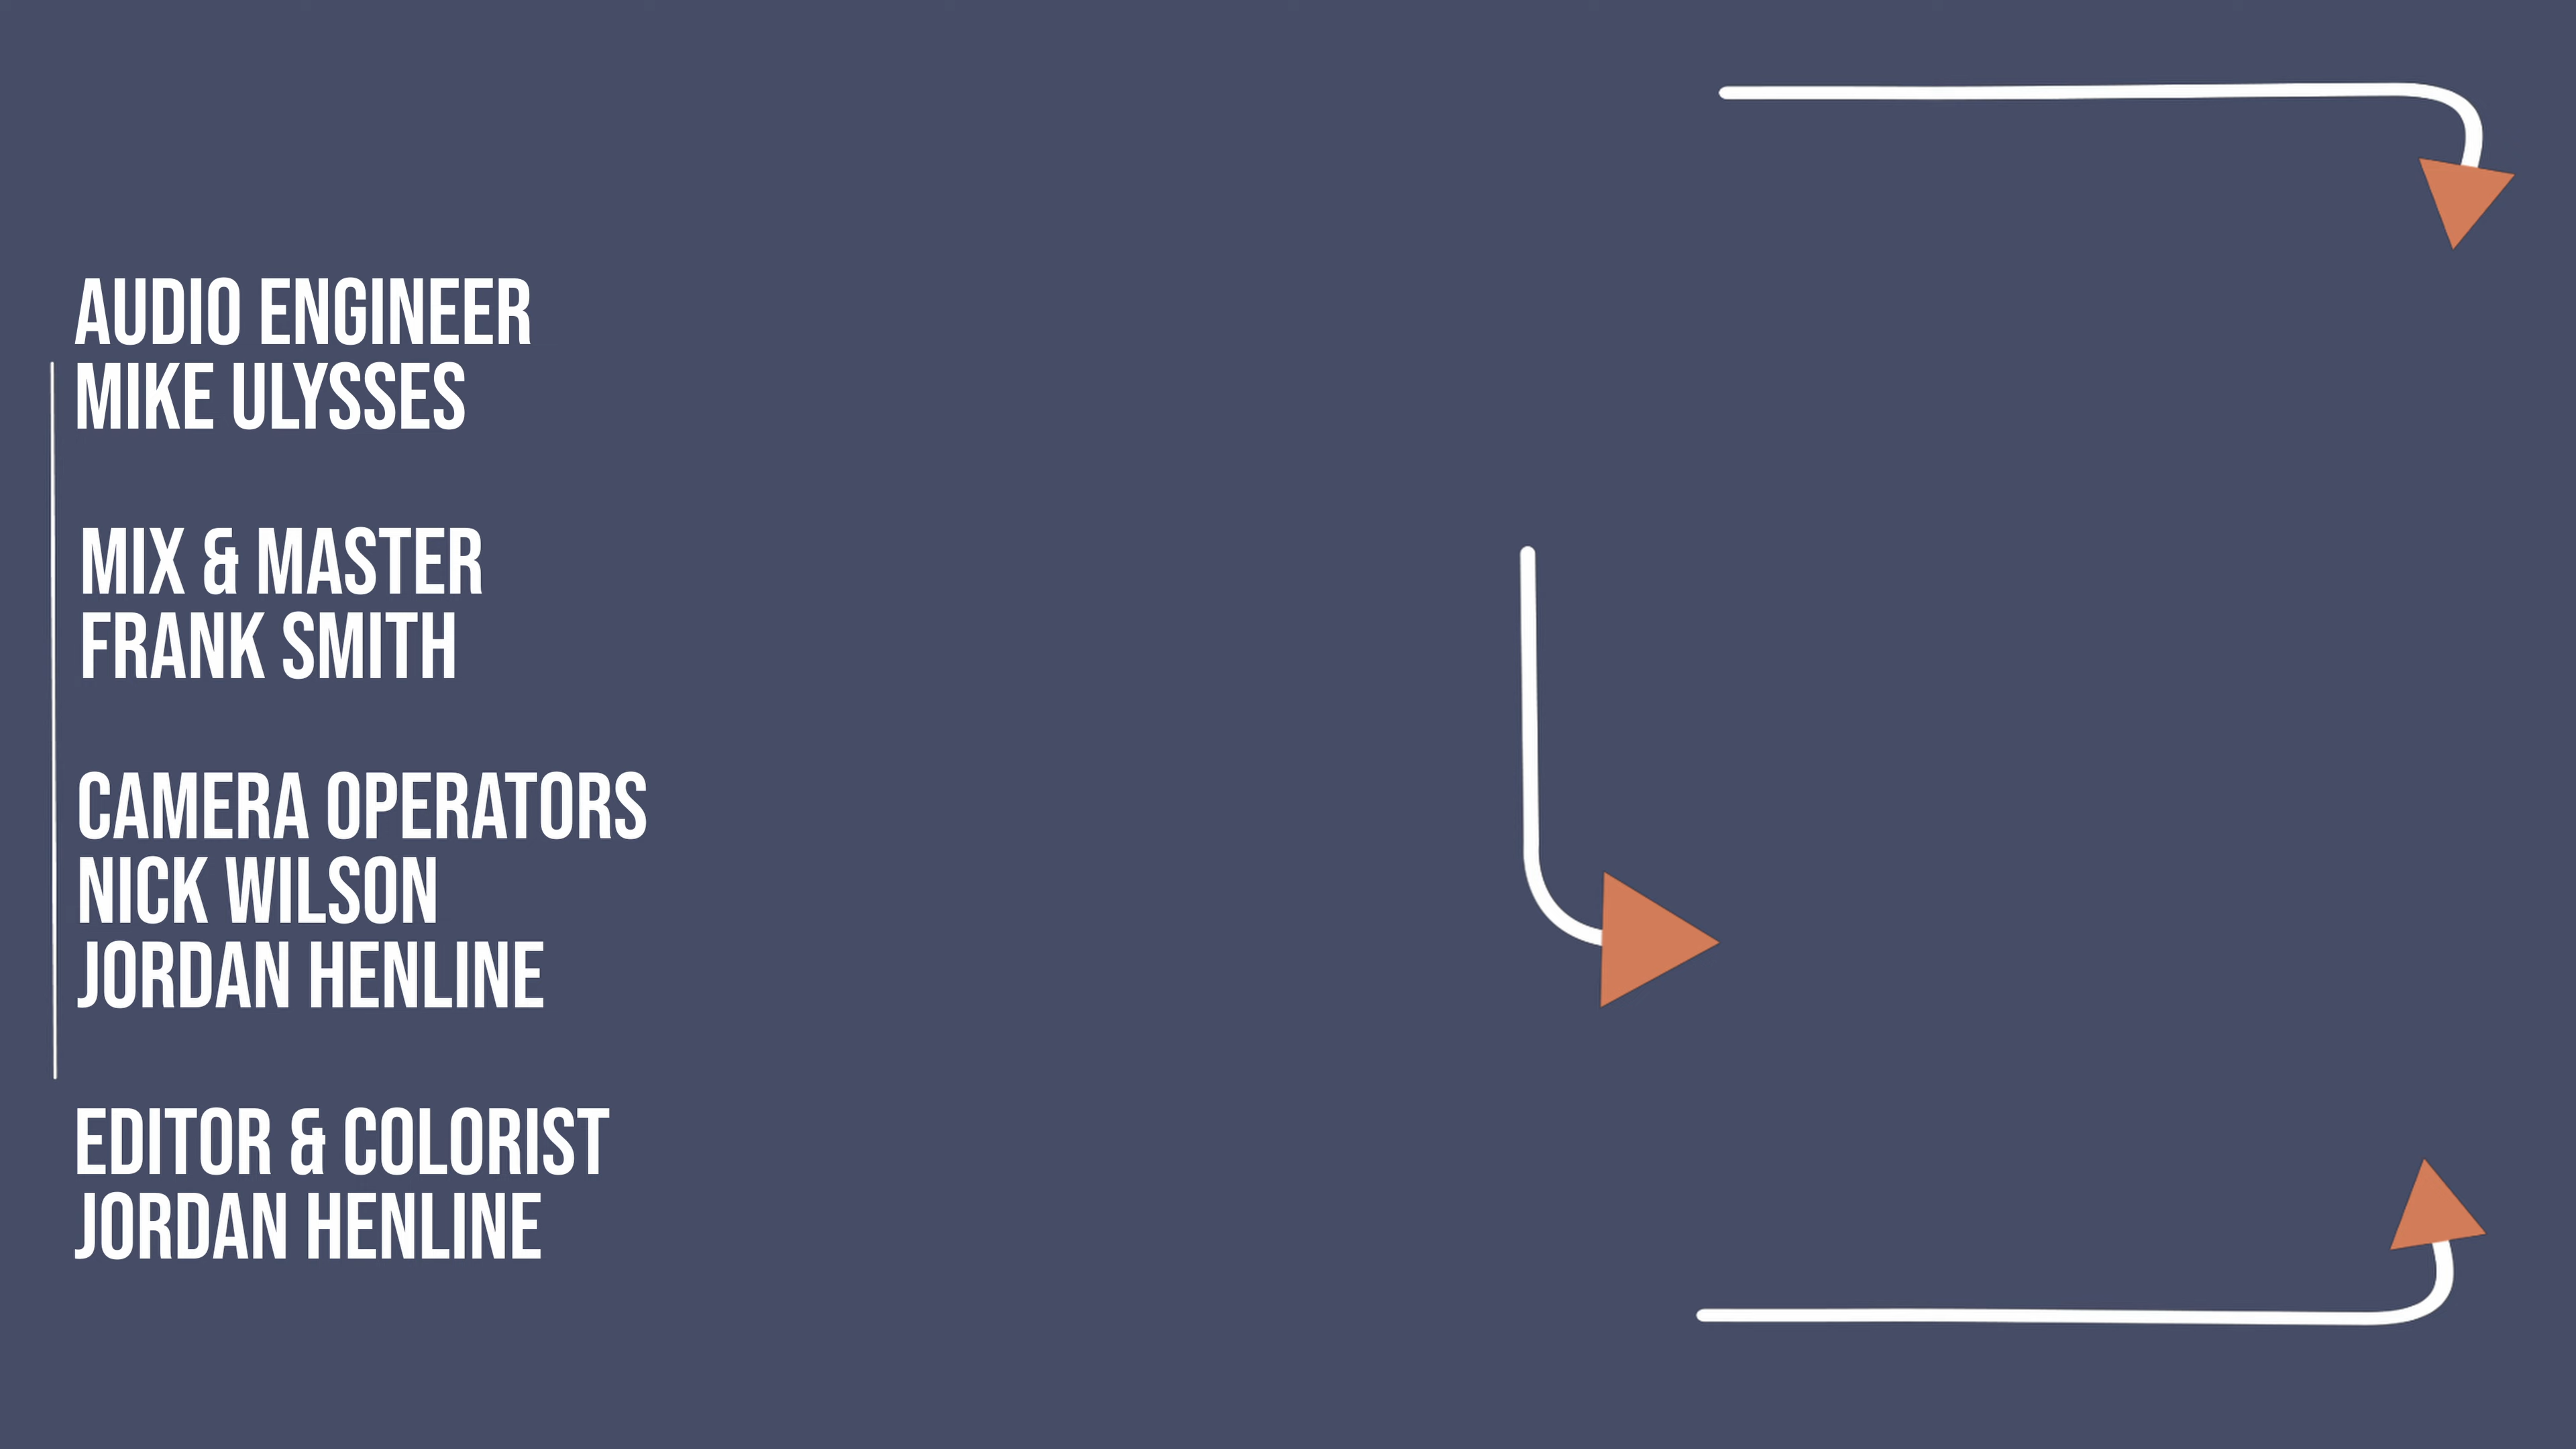 AUDIO ENGINEER
MIKE ULYSSES
MIX & MASTER
FRANK SMITH
CAMERA OPERATORS
NICK WILSON
JORDAN HENLINE
EDITOR & COLORIST
JORDAN HENLINE